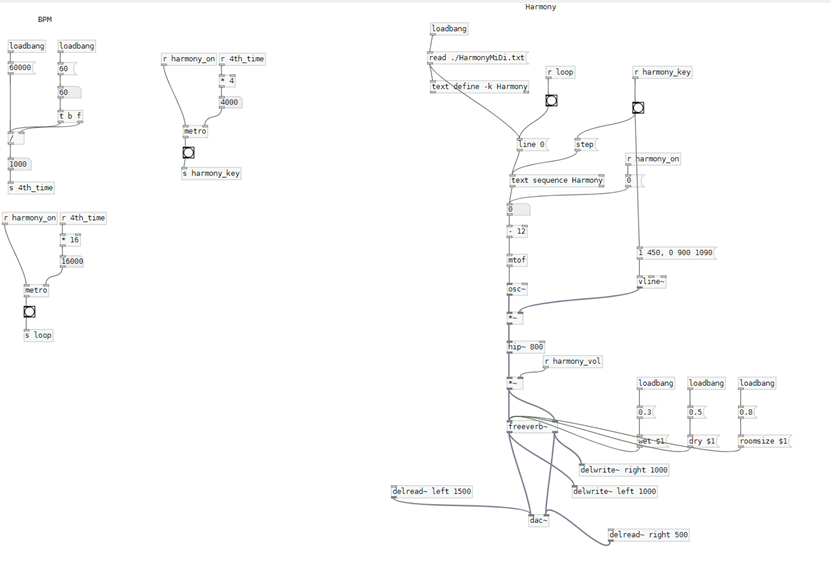 Harmony
BPM
loadbang
loadbang
loadbang
60000
60
60
t b f
/
1000
s 4th_time
r harmony_on
r 4th_time
* 4
4000
metro
s harmony_key
r harmony_on
r 4th_time
* 16
16000
metro
s loop
read ./HarmonyMiDi.txt
text define -k Harmony
r loop
r harmony_key
line 0
step
r harmony_on
text sequence Harmony
0
0
- 12
mtof
1 450, 0 900 1090
osc~
vline~
*~
hip~ 800
r harmony_vol
*~
loadbang
loadbang
loadbang
0.3
0.5
0.8
freeverb~
wet $1
dry $1
roomsize $1
delwrite~ right 1000
delread~ left 1500
delwrite~ left 1000
dac~
delread~ right 500